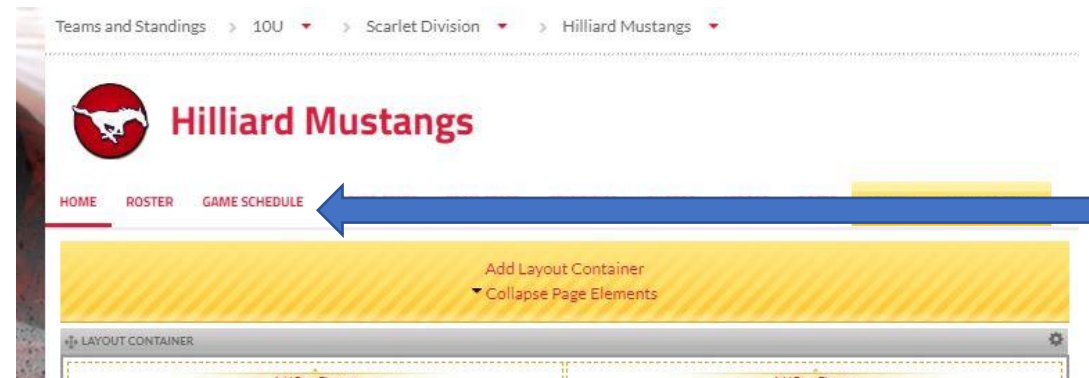 Teams and Standings > 10U > Scarlet Division > Hilliard Mustangs
Hilliard Mustangs
HOME ROSTER GAME SCHEDULE
Add Layout Container
Collapse Page Elements
LAYOUT CONTAINER